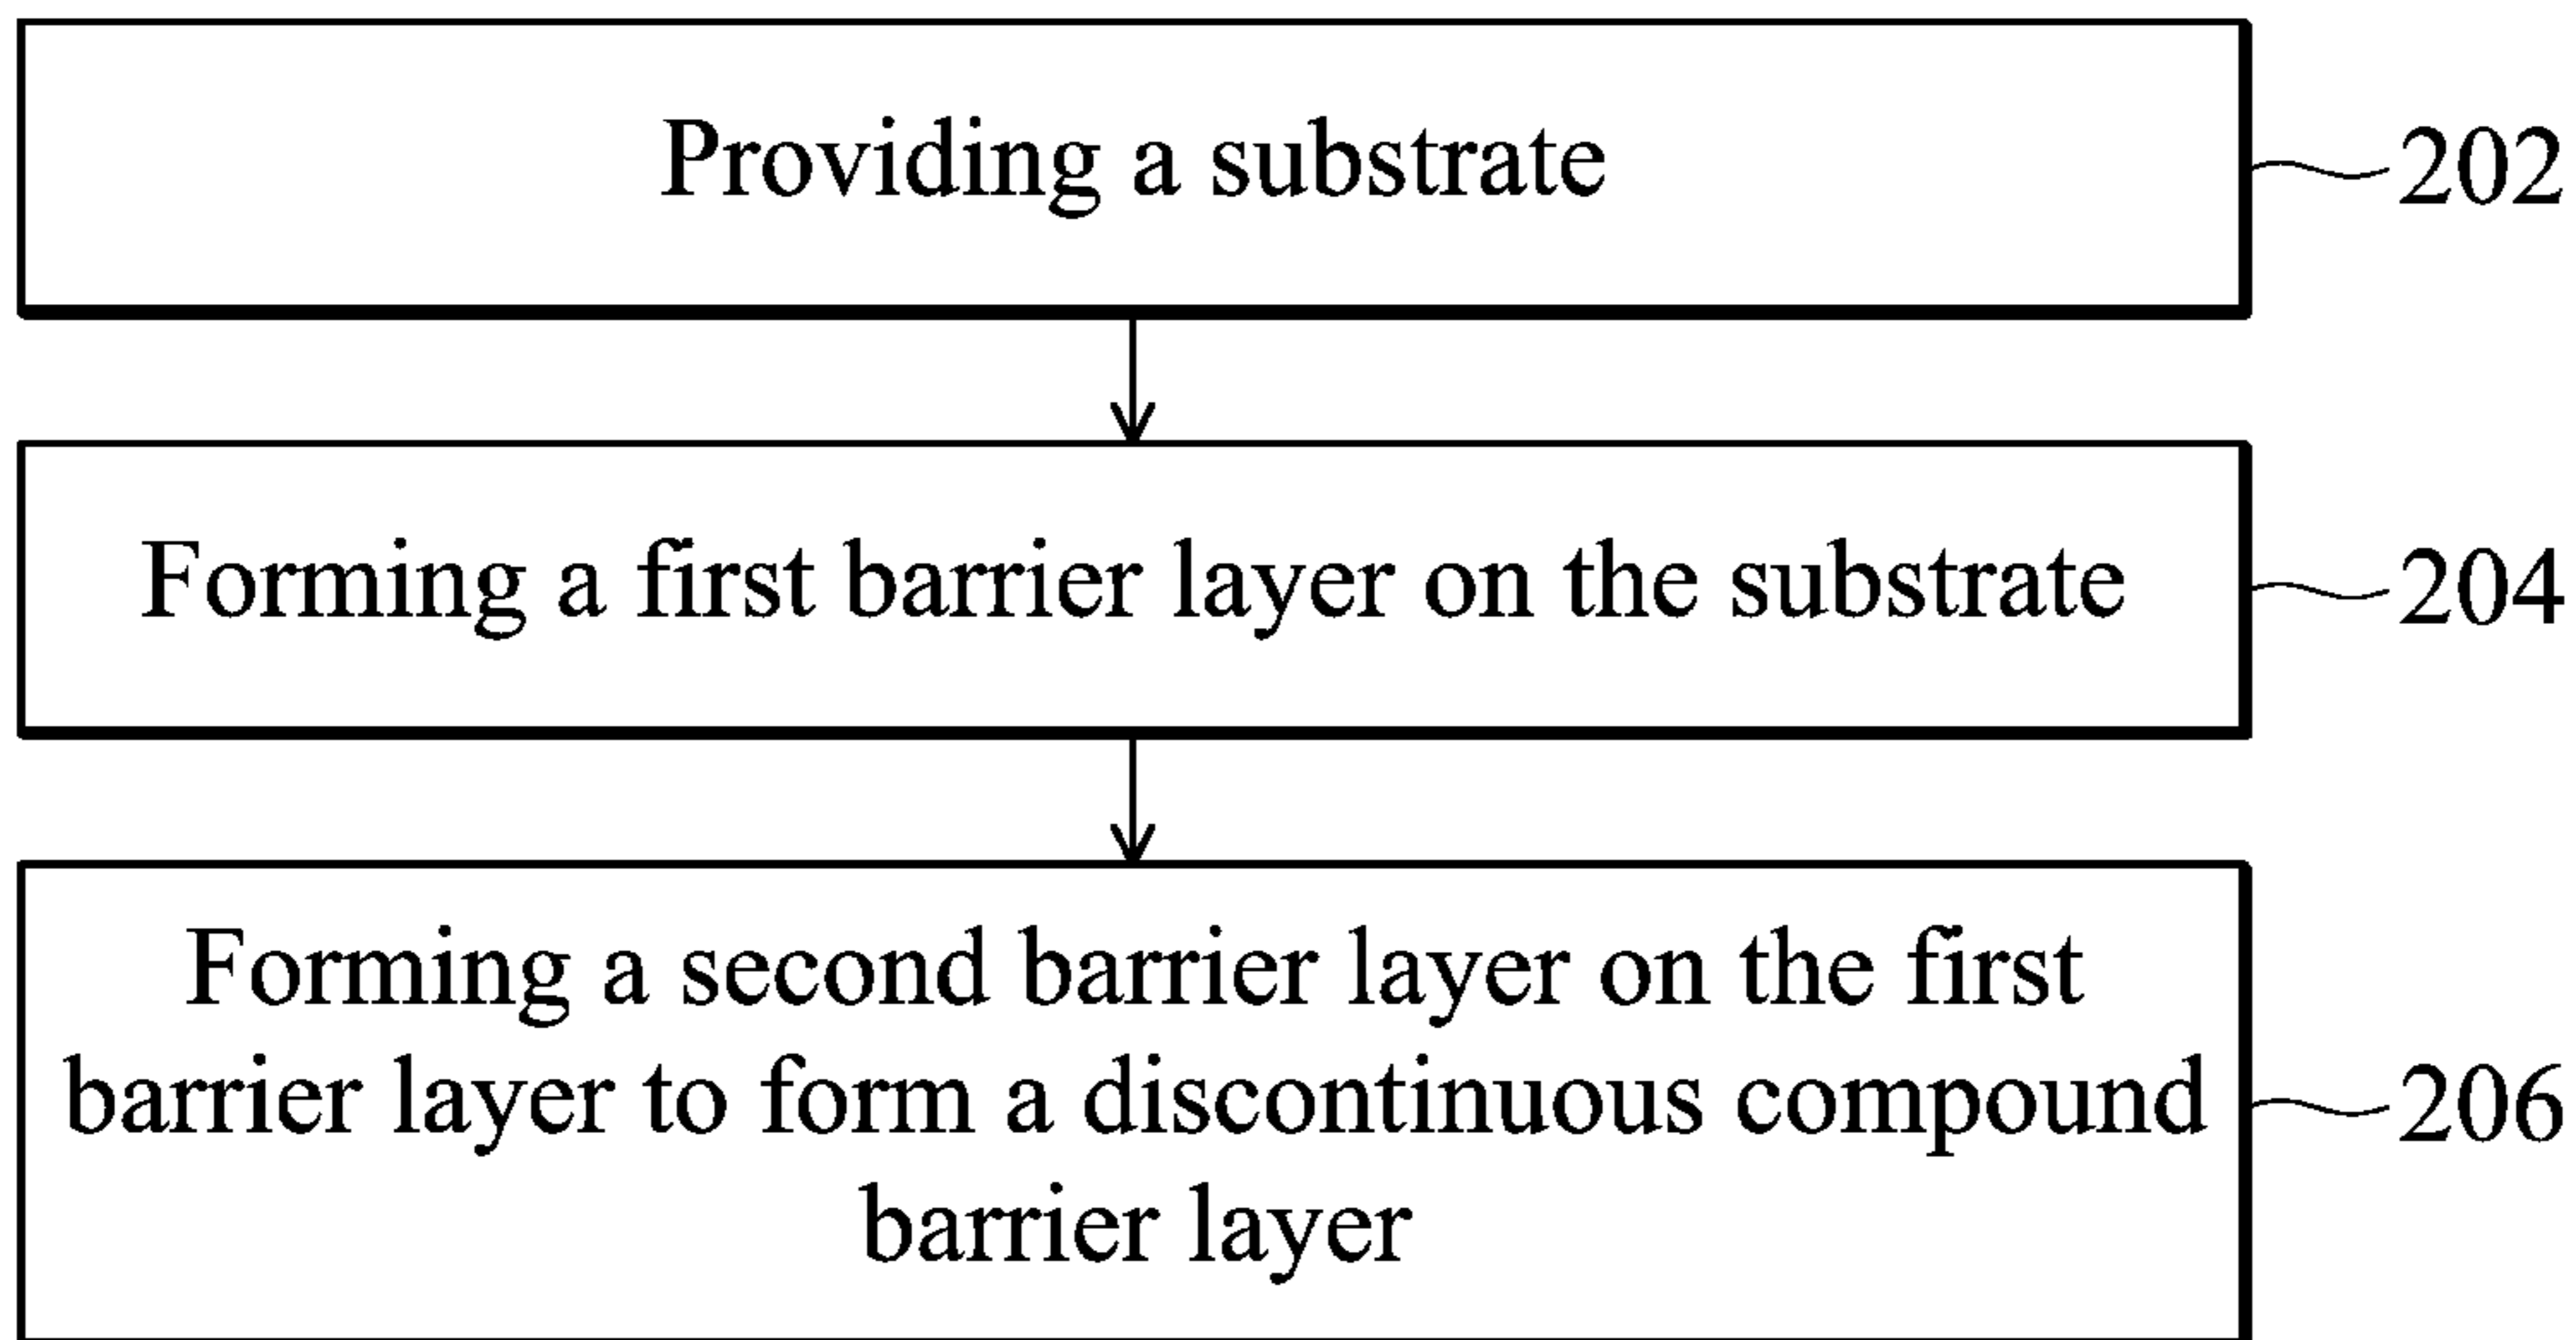 Providing a substrate
202
Forming a first barrier layer on the substrate
204
Forming a second barrier layer on the first
barrier layer to form a discontinuous compound
barrier layer
206